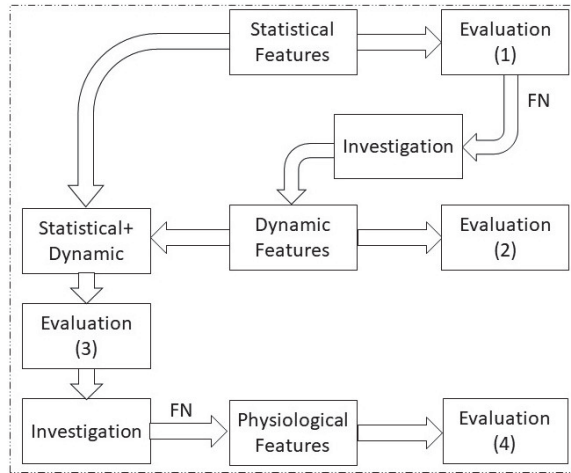 Statistical
Features
Evaluation
(1)
FN
Investigation
Statistical+
Dynamic
Dynamic
Features
Evaluation
(2)
Evaluation
(3)
Investigation
FN
Physiological
Features
Evaluation
(4)